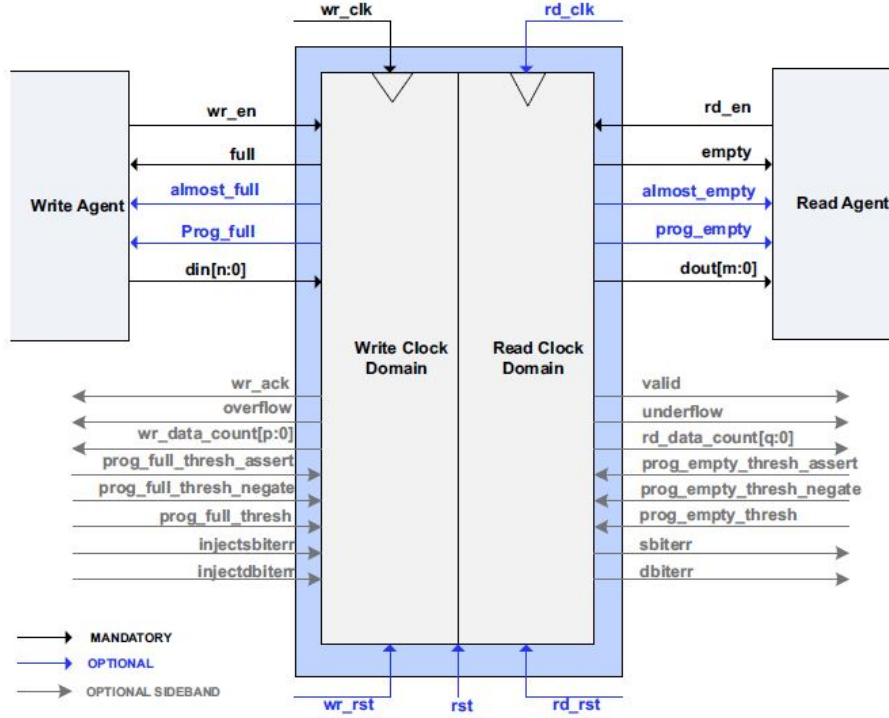 wr_clk
rd_clk
wr_en
rd_en
full
empty
almost_full
almost_empty
Write Agent
Read Agent
Prog_full
prog_empty
din[n:0]
dout[m:0]
Write Clock
Domain
Read Clock
Domain
wr_ack
valid
overflow
underflow
wr_data_count[p:0]
rd_data_count[q:0]
prog_full_thresh_assert
prog_empty_thresh_assert
prog_full_thresh_negate
prog_empty_thresh_negate
prog_full_thresh
prog_empty_thresh
injectsbiterr
sbiterr
injectdbiterr
dbiterr
MANDATORY
OPTIONAL
OPTIONAL SIDEBAND
wr_rst
rst
rd_rst